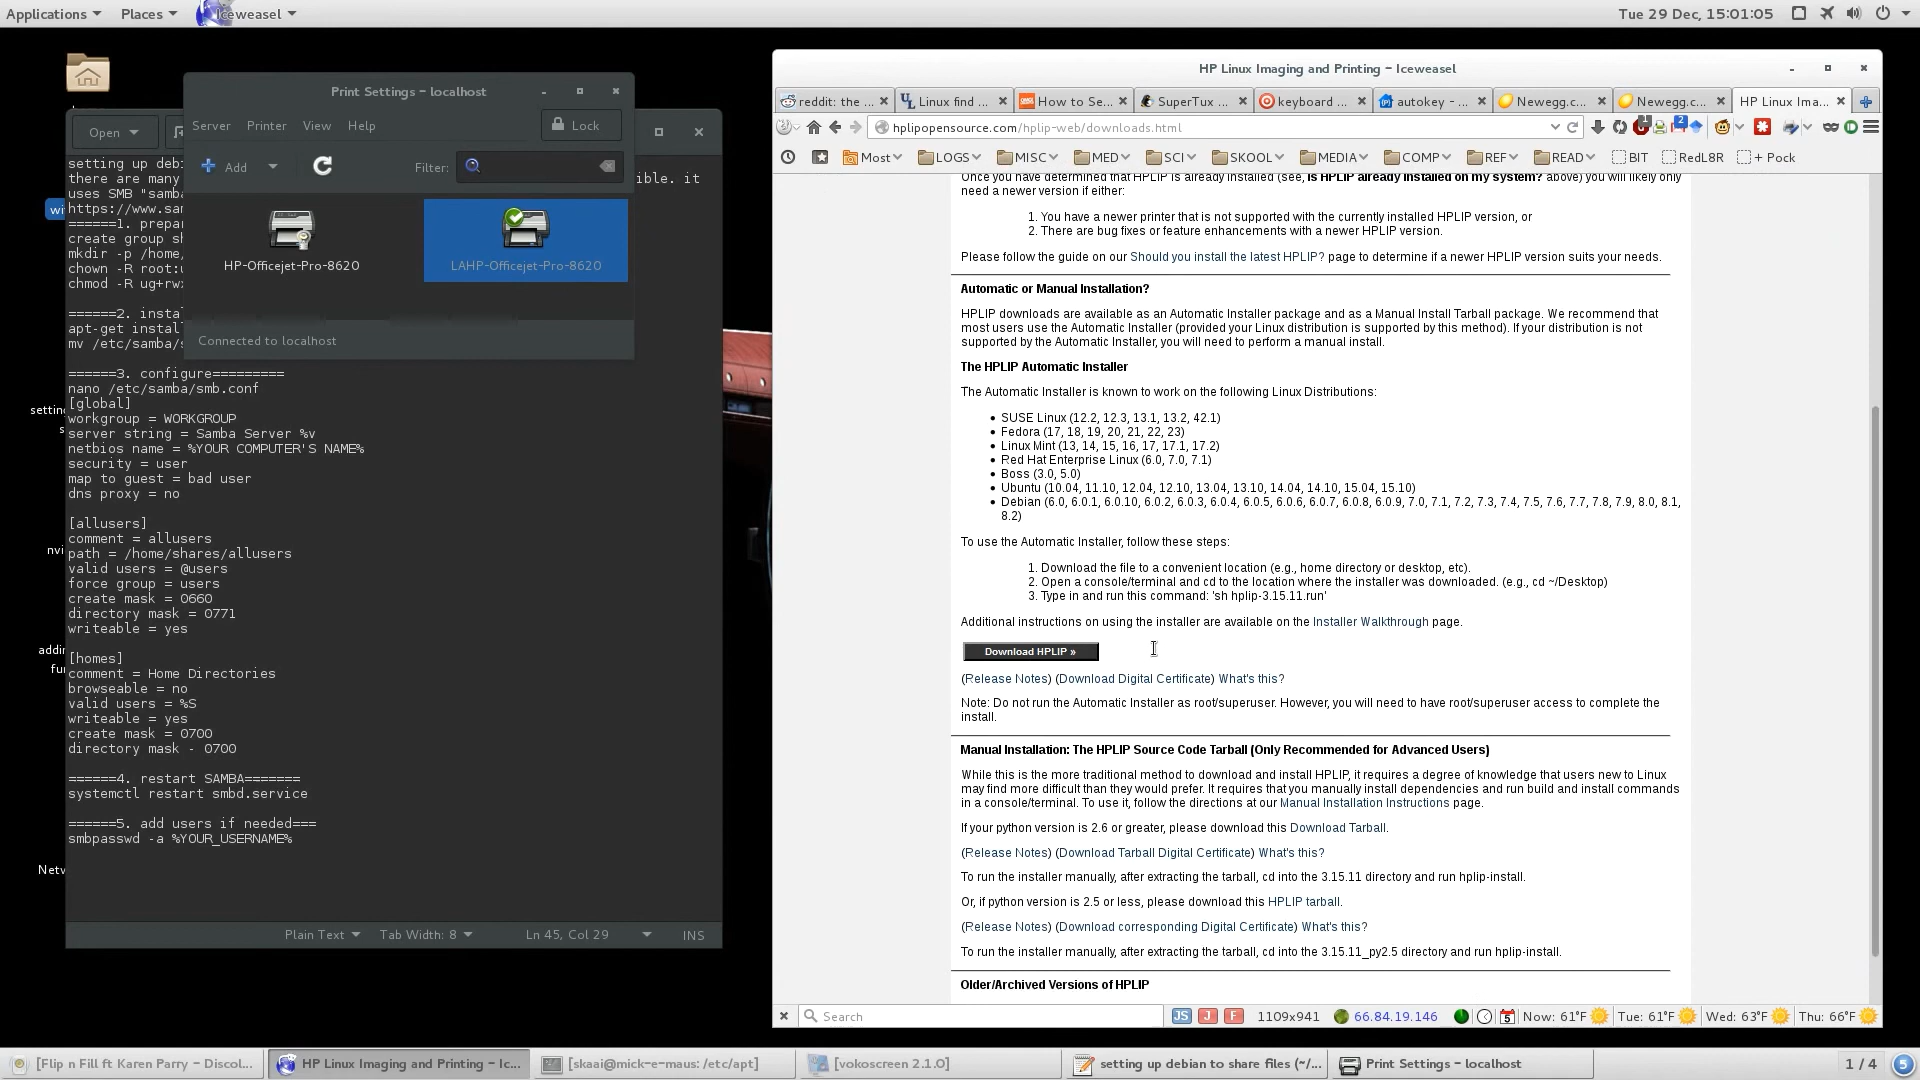 Applications Places Iceweasel Tue 29 Dec, 15:01:05
Print Settings – localhost
Server Printer View Help Lock
Add Filter:
HP-Officejet-Pro-8620 LAHP-Officejet-Pro-8620
Connected to localhost
Open
setting up debi
there are many ible. it
uses SMB "samba
https://www.sam
======1. prepar
create group sh
mkdir -p /home,
chown -R root:u
chmod -R ug+rwx
======2. instal
apt-get install
mv /etc/samba/s
======3. configure=========
nano /etc/samba/smb.conf
[global]
workgroup = WORKGROUP
server string = Samba Server %v
netbios name = %YOUR COMPUTER'S NAME%
security = user
map to guest = bad user
dns proxy = no
[allusers]
comment = allusers
path = /home/shares/allusers
valid users = @users
force group = users
create mask = 0660
directory mask = 0771
writeable = yes
[homes]
comment = Home Directories
browseable = no
valid users = %S
writeable = yes
create mask = 0700
directory mask - 0700
======4. restart SAMBA=======
systemctl restart smbd.service
======5. add users if needed===
smbpasswd -a %YOUR_USERNAME%
Plain Text Tab Width: 8 Ln 45, Col 29 INS
wi
settin
s
nvi
addin
fu
Netw
HP Linux Imaging and Printing – Iceweasel
reddit: the ... Linux find ... How to Se... SuperTux ... keyboard ... autokey – ... Newegg.c... Newegg.c... HP Linux Ima...
hplipopensource.com/hplip-web/downloads.html
Most LOGS MISC MED SCI SKOOL MEDIA COMP REF READ BIT RedL8R + Pock
Once you have determined that HPLIP is already installed (see, Is HPLIP already installed on my system? above) you will likely only
need a newer version if either:
1. You have a newer printer that is not supported with the currently installed HPLIP version, or
2. There are bug fixes or feature enhancements with a newer HPLIP version.
Please follow the guide on our Should you install the latest HPLIP? page to determine if a newer HPLIP version suits your needs.
Automatic or Manual Installation?
HPLIP downloads are available as an Automatic Installer package and as a Manual Install Tarball package. We recommend that
most users use the Automatic Installer (provided your Linux distribution is supported by this method). If your distribution is not
supported by the Automatic Installer, you will need to perform a manual install.
The HPLIP Automatic Installer
The Automatic Installer is known to work on the following Linux Distributions:
• SUSE Linux (12.2, 12.3, 13.1, 13.2, 42.1)
• Fedora (17, 18, 19, 20, 21, 22, 23)
• Linux Mint (13, 14, 15, 16, 17, 17.1, 17.2)
• Red Hat Enterprise Linux (6.0, 7.0, 7.1)
• Boss (3.0, 5.0)
• Ubuntu (10.04, 11.10, 12.04, 12.10, 13.04, 13.10, 14.04, 14.10, 15.04, 15.10)
• Debian (6.0, 6.0.1, 6.0.10, 6.0.2, 6.0.3, 6.0.4, 6.0.5, 6.0.6, 6.0.7, 6.0.8, 6.0.9, 7.0, 7.1, 7.2, 7.3, 7.4, 7.5, 7.6, 7.7, 7.8, 7.9, 8.0, 8.1,
8.2)
To use the Automatic Installer, follow these steps:
1. Download the file to a convenient location (e.g., home directory or desktop, etc).
2. Open a console/terminal and cd to the location where the installer was downloaded. (e.g., cd ~/Desktop)
3. Type in and run this command: 'sh hplip-3.15.11.run'
Additional instructions on using the installer are available on the Installer Walkthrough page.
Download HPLIP »
(Release Notes) (Download Digital Certificate) What's this?
Note: Do not run the Automatic Installer as root/superuser. However, you will need to have root/superuser access to complete the
install.
Manual Installation: The HPLIP Source Code Tarball (Only Recommended for Advanced Users)
While this is the more traditional method to download and install HPLIP, it requires a degree of knowledge that users new to Linux
may find more difficult than they would prefer. It requires that you manually install dependencies and run build and install commands
in a console/terminal. To use it, follow the directions at our Manual Installation Instructions page.
If your python version is 2.6 or greater, please download this Download Tarball.
(Release Notes) (Download Tarball Digital Certificate) What's this?
To run the installer manually, after extracting the tarball, cd into the 3.15.11 directory and run hplip-install.
Or, if python version is 2.5 or less, please download this HPLIP tarball.
(Release Notes) (Download corresponding Digital Certificate) What's this?
To run the installer manually, after extracting the tarball, cd into the 3.15.11_py2.5 directory and run hplip-install.
Older/Archived Versions of HPLIP
Search JS J F 1109x941 66.84.19.146 5 Now: 61°F Tue: 61°F Wed: 63°F Thu: 66°F
[Flip n Fill ft Karen Parry – Discol... HP Linux Imaging and Printing – Ic... [skaai@mick-e-maus: /etc/apt] [vokoscreen 2.1.0] setting up debian to share files (~/... Print Settings – localhost 1 / 4 5